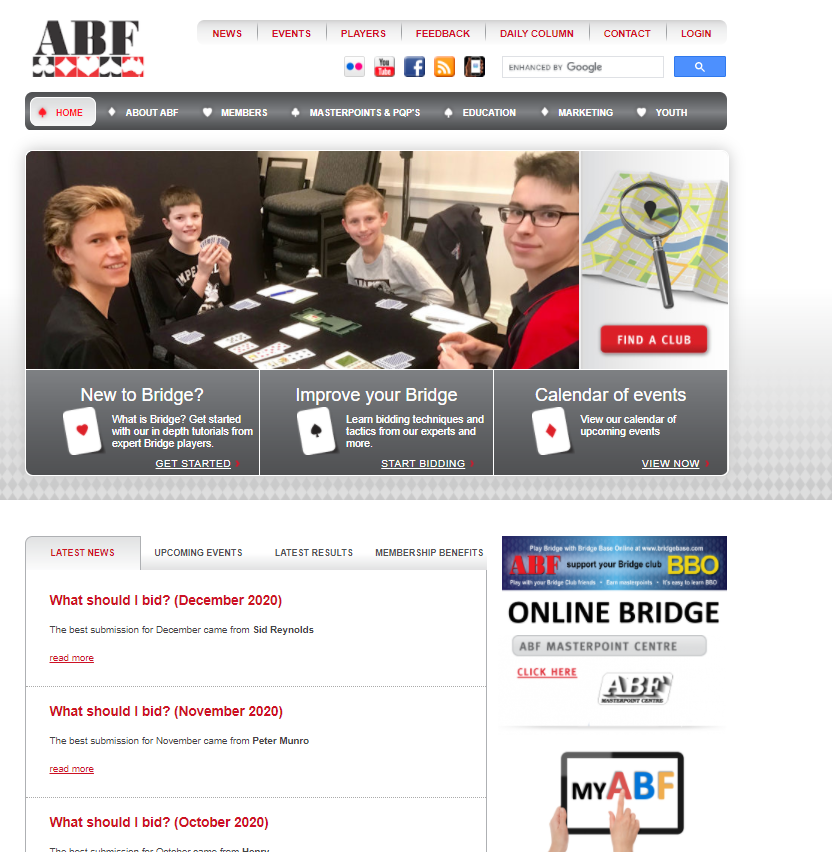 ABF
NEWS EVENTS PLAYERS FEEDBACK DAILY COLUMN CONTACT LOGIN
You Tube
ENHANCED BY Google
HOME ABOUT ABF MEMBERS MASTERPOINTS & PQP'S EDUCATION MARKETING YOUTH
FIND A CLUB
New to Bridge?
What is Bridge? Get started
with our in depth tutorials from
expert Bridge players.
GET STARTED
Improve your Bridge
Learn bidding techniques and
tactics from our experts and
more.
START BIDDING
Calendar of events
View our calendar of
upcoming events
VIEW NOW
LATEST NEWS UPCOMING EVENTS LATEST RESULTS MEMBERSHIP BENEFITS
What should I bid? (December 2020)
The best submission for December came from Sid Reynolds
read more
What should I bid? (November 2020)
The best submission for November came from Peter Munro
read more
What should I bid? (October 2020)
The best submission for October came from Henry
Play Bridge with Bridge Base Online at www.bridgebase.com
ABF support your Bridge club BBO
Play with your Bridge Club friends • Earn masterpoints • It's easy to learn BBO
ONLINE BRIDGE
ABF MASTERPOINT CENTRE
CLICK HERE
ABF
MASTERPOINT CENTRE
MY ABF